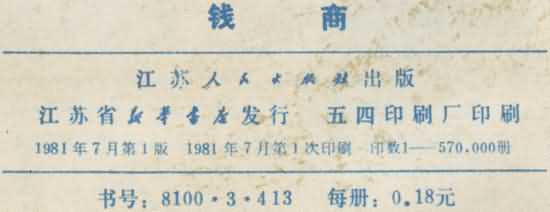 钱 商
江苏人民出版社出版
江苏省新华书店发行 五四印刷厂印刷
1981年7月第1版 1981年7月第1次印刷 印数1—570,000册
书号：8100·3·413 每册：0.18元